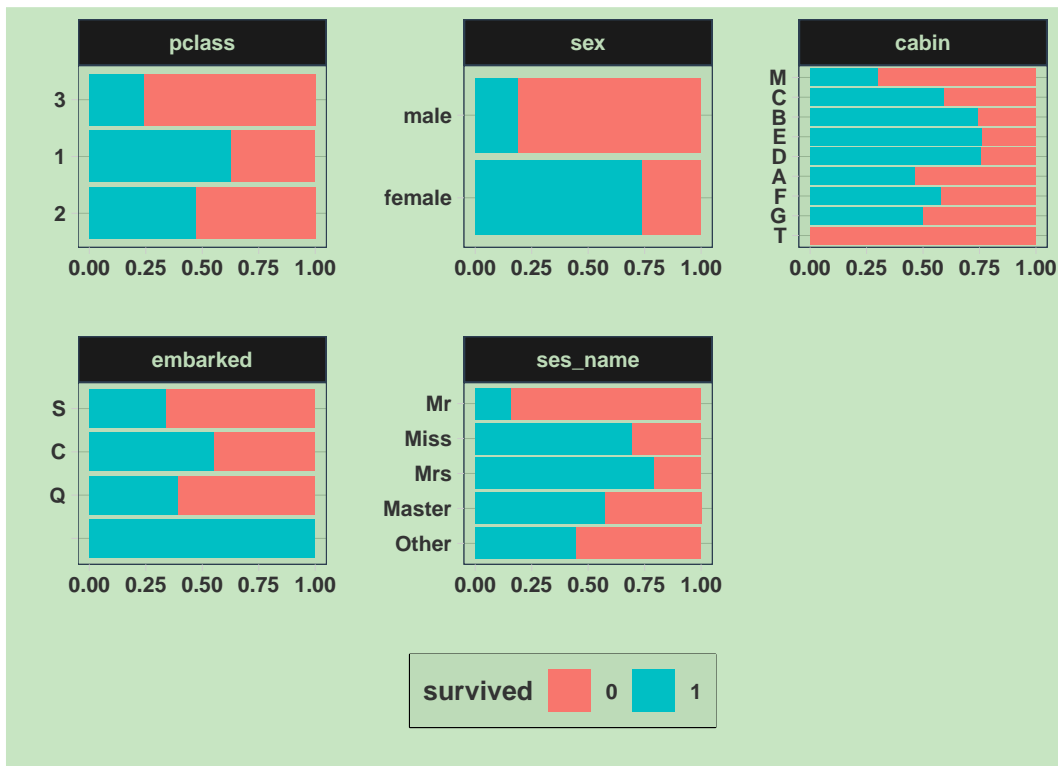 pclass
3
1
2
0.00 0.25 0.50 0.75 1.00
sex
male
female
0.00 0.25 0.50 0.75 1.00
cabin
M
C
B
E
D
A
F
G
T
0.00 0.25 0.50 0.75 1.00
embarked
S
C
Q
0.00 0.25 0.50 0.75 1.00
ses_name
Mr
Miss
Mrs
Master
Other
0.00 0.25 0.50 0.75 1.00
survived 0 1